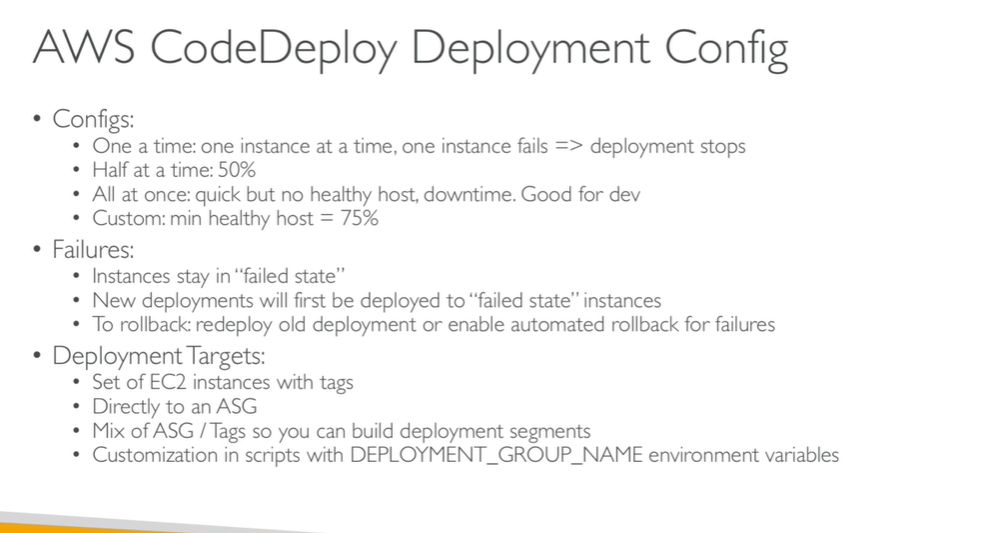 AWS CodeDeploy Deployment Config
• Configs:
• One a time: one instance at a time, one instance fails => deployment stops
• Half at a time: 50%
• All at once: quick but no healthy host, downtime. Good for dev
• Custom: min healthy host = 75%
• Failures:
• Instances stay in “failed state”
• New deployments will first be deployed to “failed state” instances
• To rollback: redeploy old deployment or enable automated rollback for failures
• Deployment Targets:
• Set of EC2 instances with tags
• Directly to an ASG
• Mix of ASG / Tags so you can build deployment segments
• Customization in scripts with DEPLOYMENT_GROUP_NAME environment variables